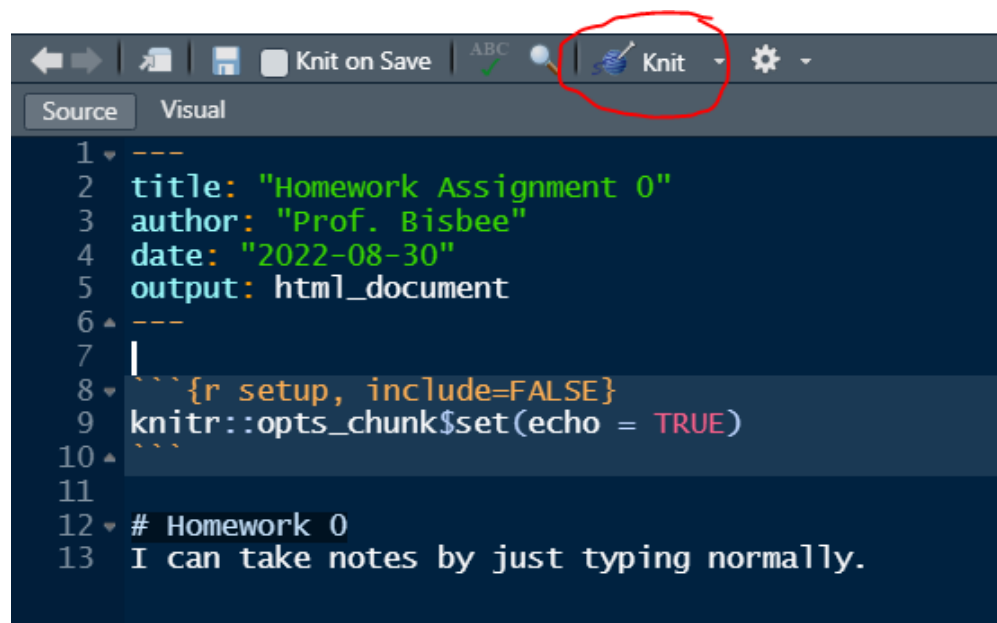 Knit on Save ABC Knit
Source Visual
1 ---
2 title: "Homework Assignment 0"
3 author: "Prof. Bisbee"
4 date: "2022-08-30"
5 output: html_document
6 ---
7
8 ```{r setup, include=FALSE}
9 knitr::opts_chunk$set(echo = TRUE)
10 ```
11
12 # Homework 0
13 I can take notes by just typing normally.